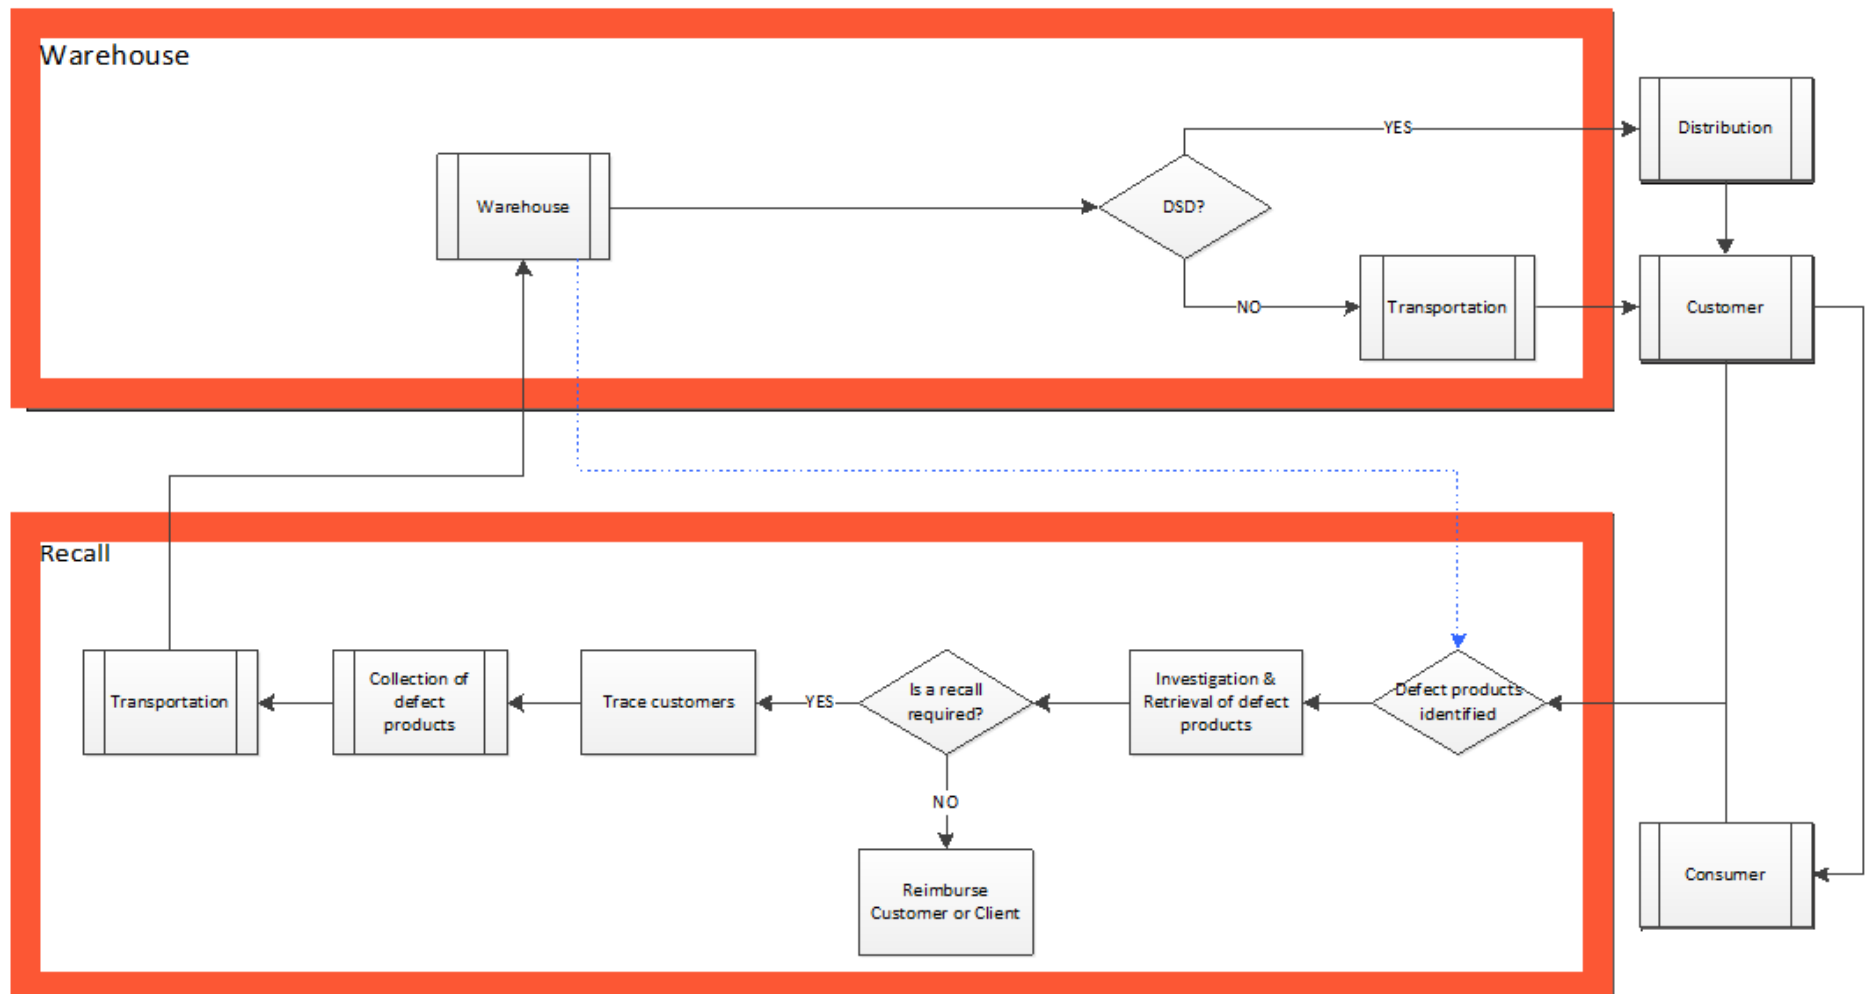 Warehouse
YES
Distribution
Warehouse
DSD?
NO
Transportation
Customer
Recall
Transportation
Collection of
defect
products
Trace customers
YES
Is a recall
required?
Investigation &
Retrieval of defect
products
Defect products
identified
NO
Reimburse
Customer or Client
Consumer